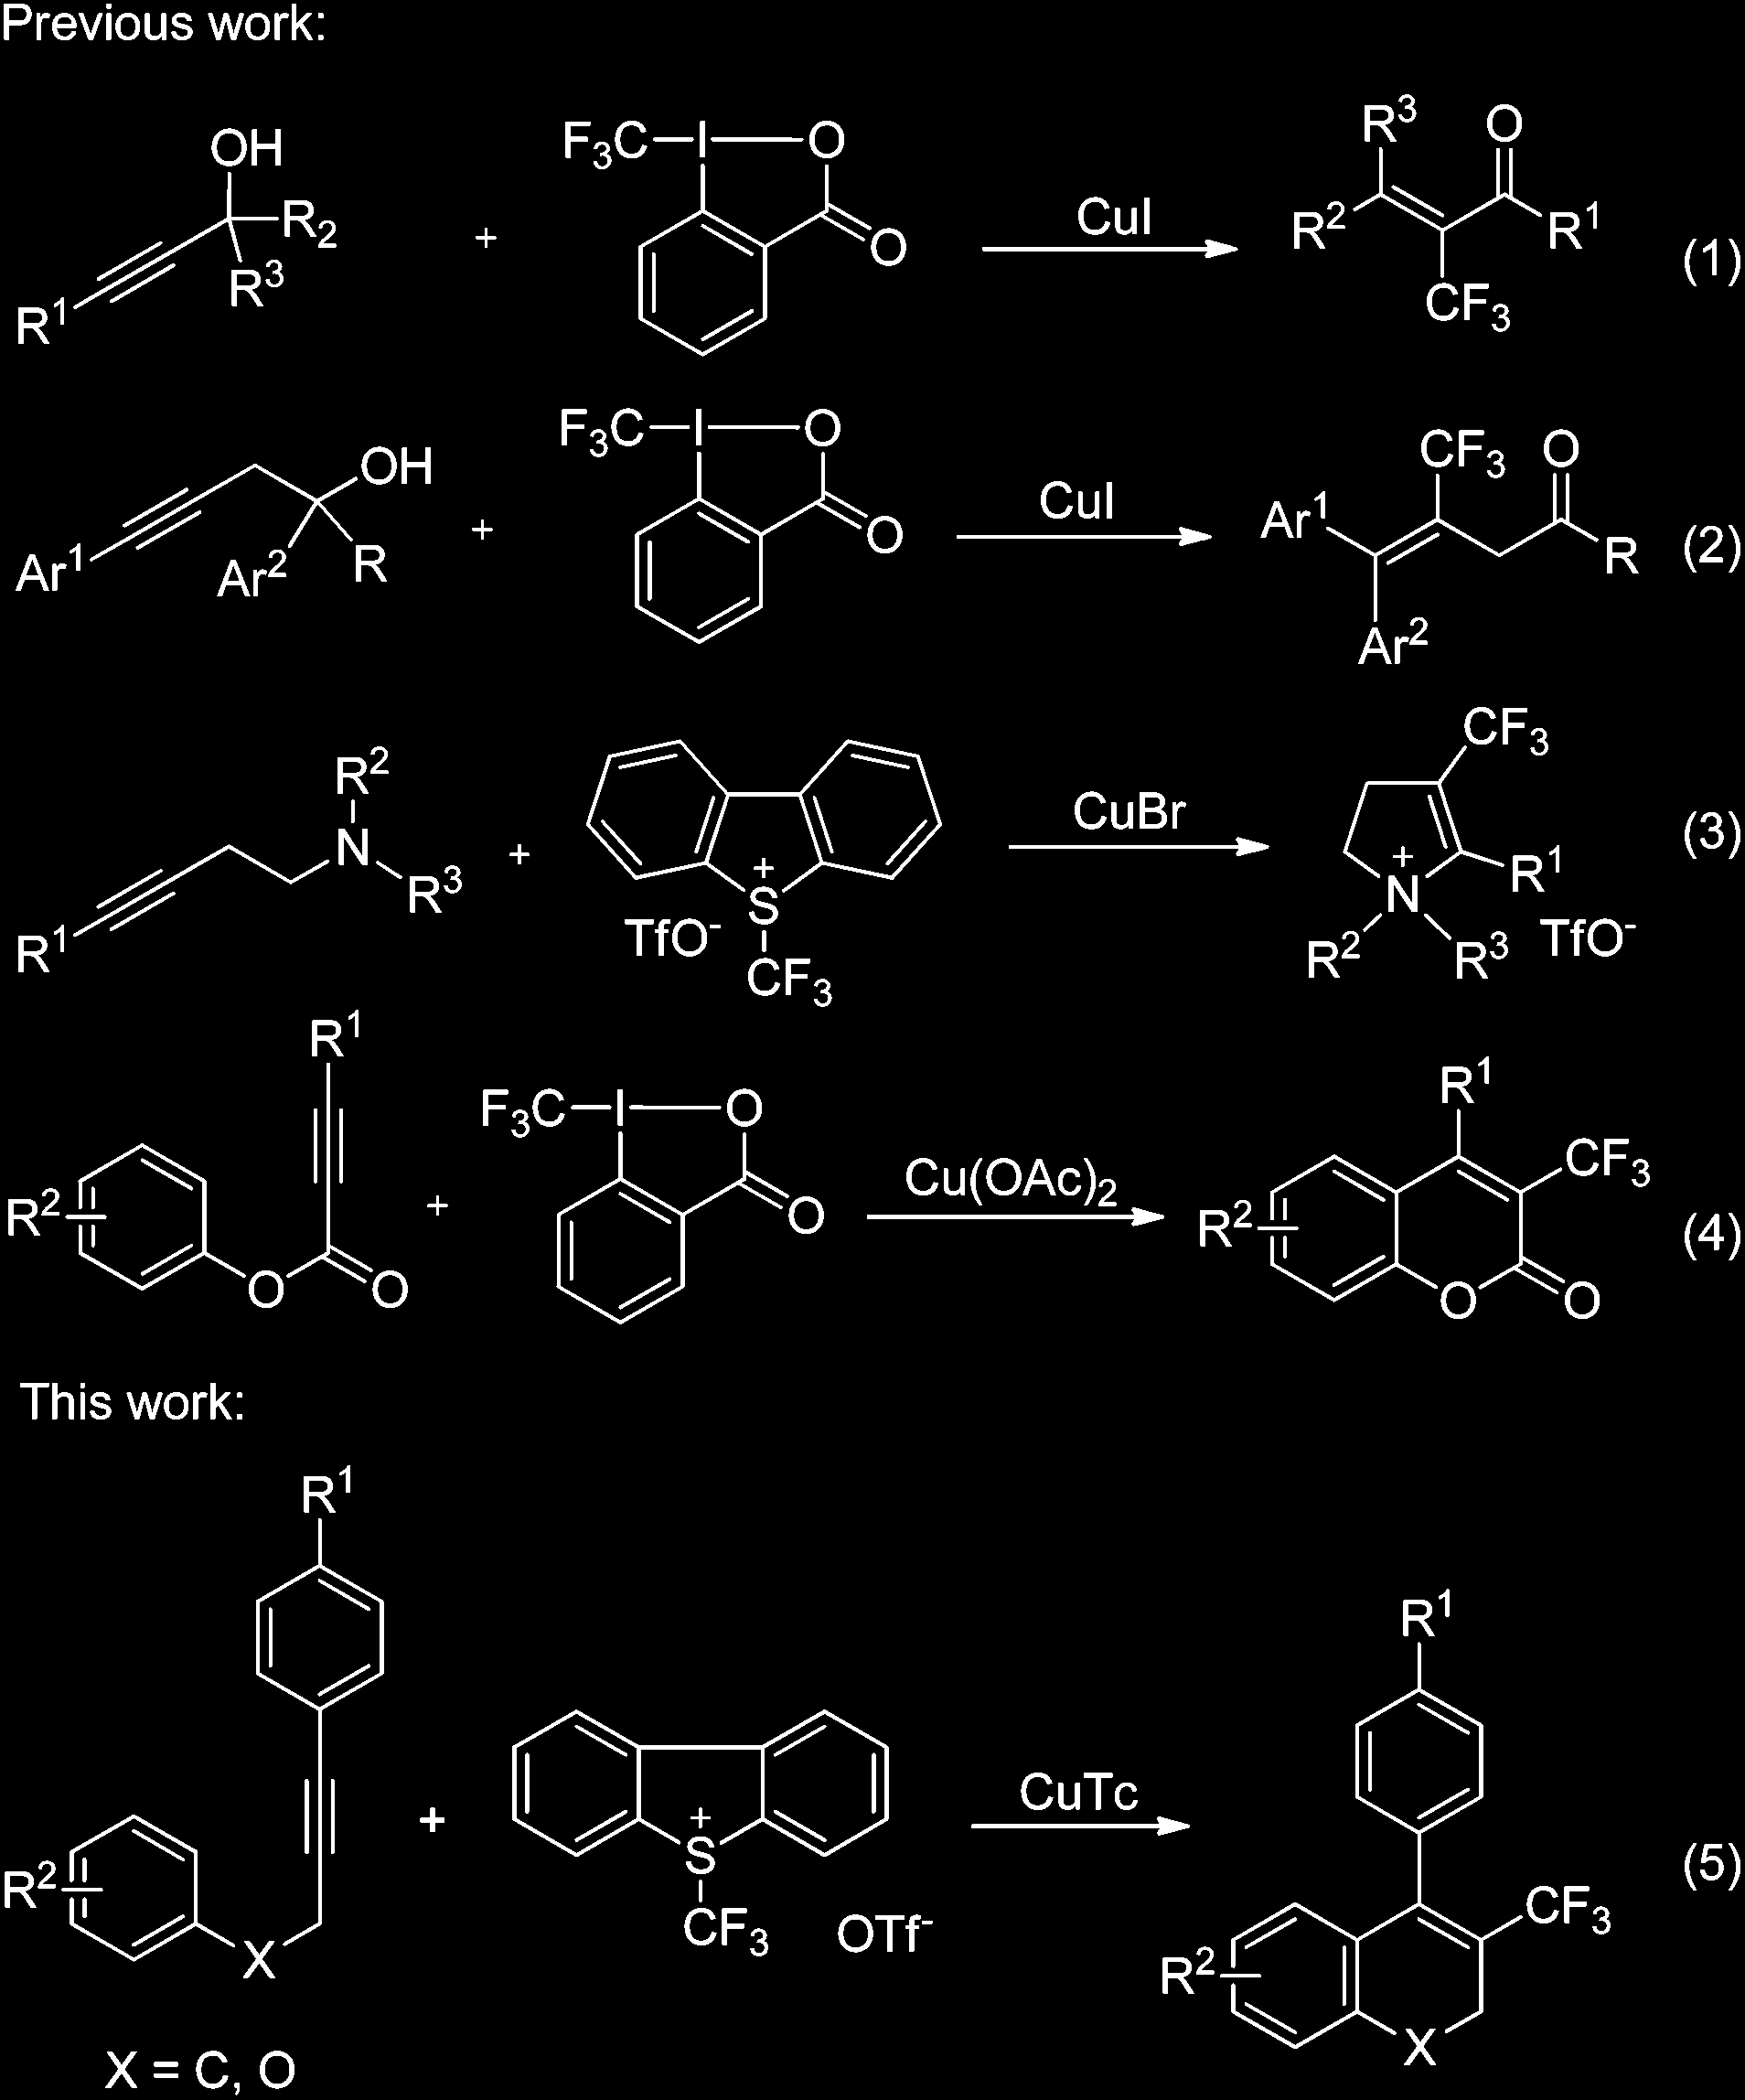 Previous work:
OH
R₂
R³
R¹
+
F₃C
I
O
O
CuI
R³
O
R²
R¹
CF₃
(1)
OH
Ar¹
Ar²
R
+
F₃C
I
O
O
CuI
CF₃
O
Ar¹
R
Ar²
(2)
R²
N
R³
R¹
+
S⁺
TfO⁻
CF₃
CuBr
CF₃
R¹
N⁺
R²
R³
TfO⁻
(3)
R¹
R²
O
O
+
F₃C
I
O
O
Cu(OAc)₂
R¹
CF₃
R²
O
O
(4)
This work:
R¹
R²
X
+
S⁺
CF₃
OTf⁻
CuTc
R¹
CF₃
R²
X
(5)
X = C, O